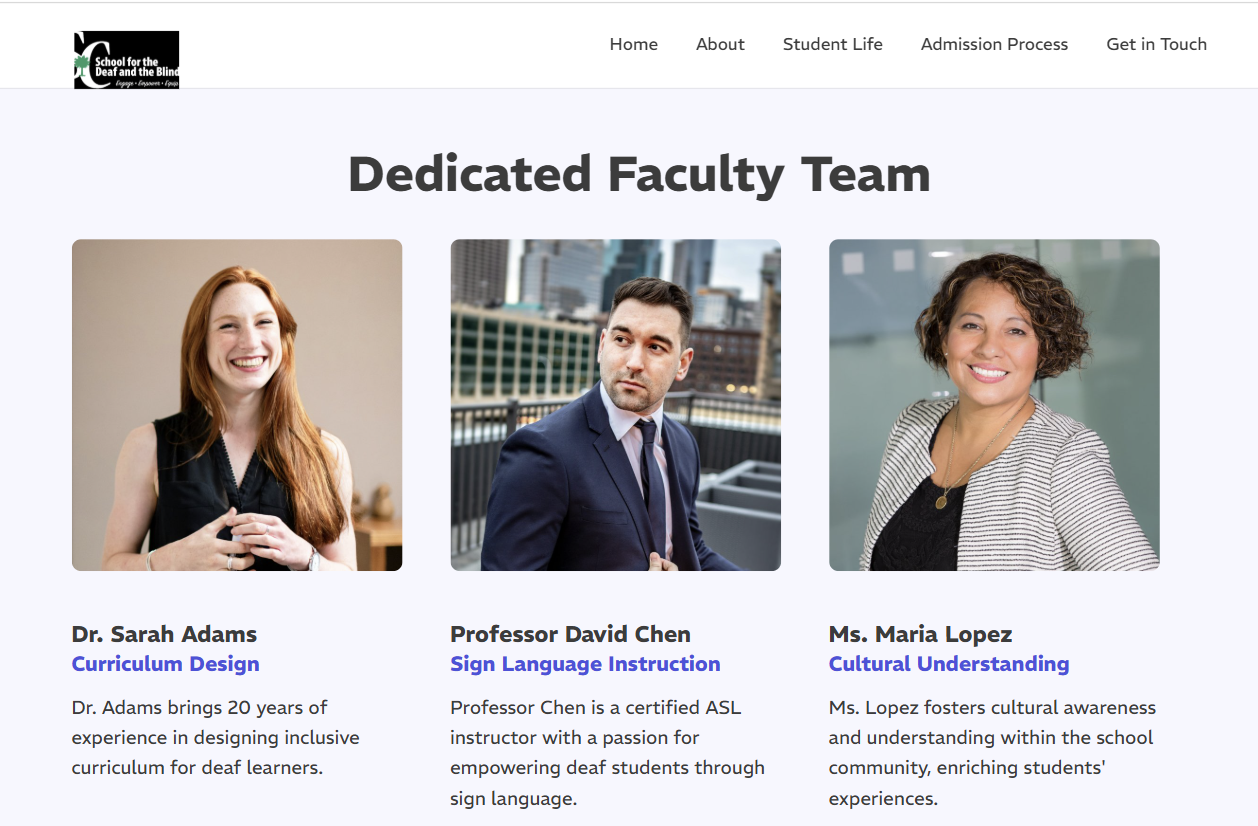 School for the
Deaf and the Blind
Engage • Empower • Equip
Home About Student Life Admission Process Get in Touch
Dedicated Faculty Team
Dr. Sarah Adams
Curriculum Design
Dr. Adams brings 20 years of
experience in designing inclusive
curriculum for deaf learners.
Professor David Chen
Sign Language Instruction
Professor Chen is a certified ASL
instructor with a passion for
empowering deaf students through
sign language.
Ms. Maria Lopez
Cultural Understanding
Ms. Lopez fosters cultural awareness
and understanding within the school
community, enriching students'
experiences.